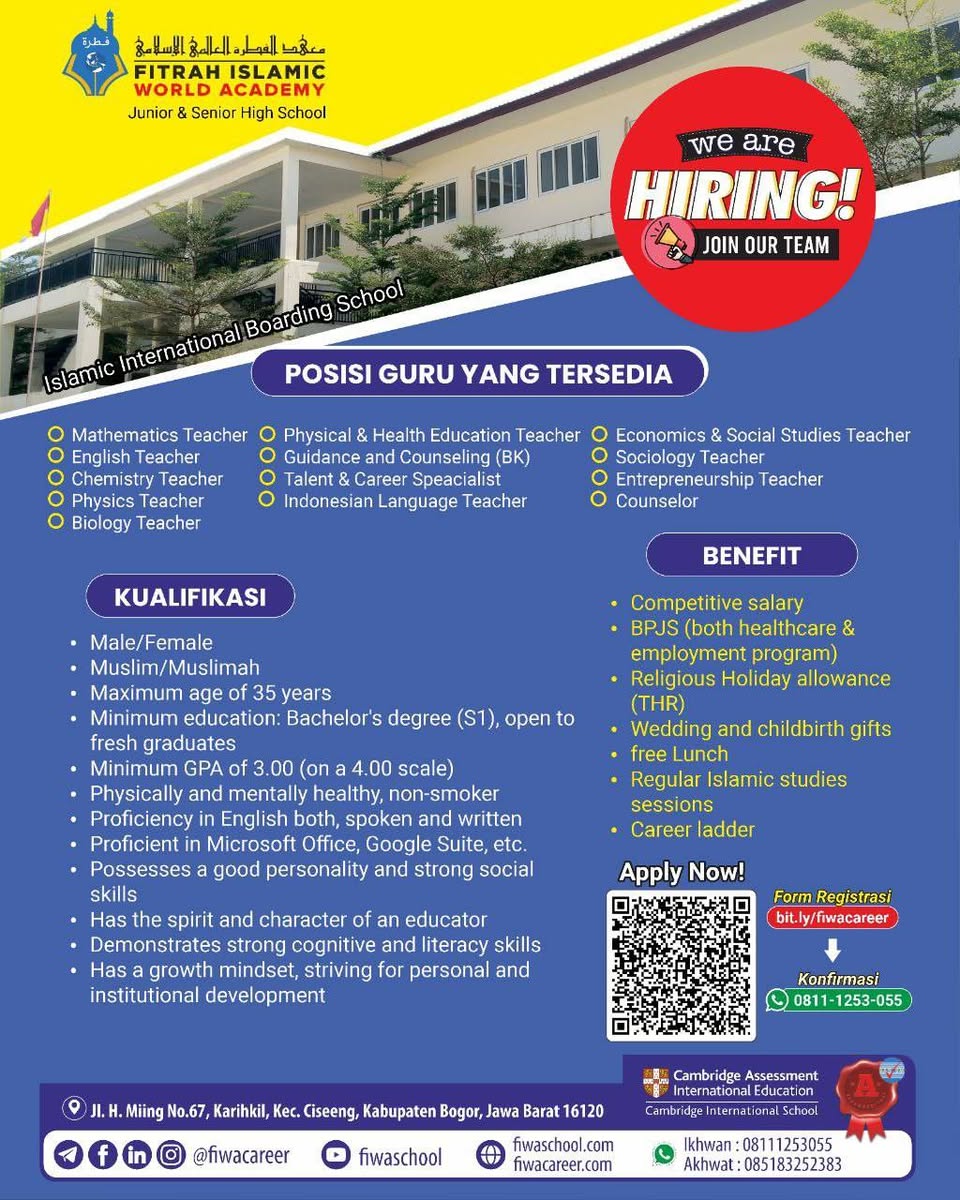 فطرة
معهد الفطرة العالمي الإسلامي
FITRAH ISLAMIC
WORLD ACADEMY
Junior & Senior High School
we are
HIRING!
JOIN OUR TEAM
Islamic International Boarding School
POSISI GURU YANG TERSEDIA
Mathematics Teacher
English Teacher
Chemistry Teacher
Physics Teacher
Biology Teacher
Physical & Health Education Teacher
Guidance and Counseling (BK)
Talent & Career Speacialist
Indonesian Language Teacher
Economics & Social Studies Teacher
Sociology Teacher
Entrepreneurship Teacher
Counselor
KUALIFIKASI
• Male/Female
• Muslim/Muslimah
• Maximum age of 35 years
• Minimum education: Bachelor's degree (S1), open to
fresh graduates
• Minimum GPA of 3.00 (on a 4.00 scale)
• Physically and mentally healthy, non-smoker
• Proficiency in English both, spoken and written
• Proficient in Microsoft Office, Google Suite, etc.
• Possesses a good personality and strong social
skills
• Has the spirit and character of an educator
• Demonstrates strong cognitive and literacy skills
• Has a growth mindset, striving for personal and
institutional development
BENEFIT
• Competitive salary
• BPJS (both healthcare &
employment program)
• Religious Holiday allowance
(THR)
• Wedding and childbirth gifts
• free Lunch
• Regular Islamic studies
sessions
• Career ladder
Apply Now!
Form Registrasi
bit.ly/fiwacareer
Konfirmasi
0811-1253-055
Cambridge Assessment
International Education
Cambridge International School
A
Jl. H. Miing No.67, Karihkil, Kec. Ciseeng, Kabupaten Bogor, Jawa Barat 16120
@fiwacareer
fiwaschool
fiwaschool.com
fiwacareer.com
Ikhwan : 08111253055
Akhwat : 085183252383